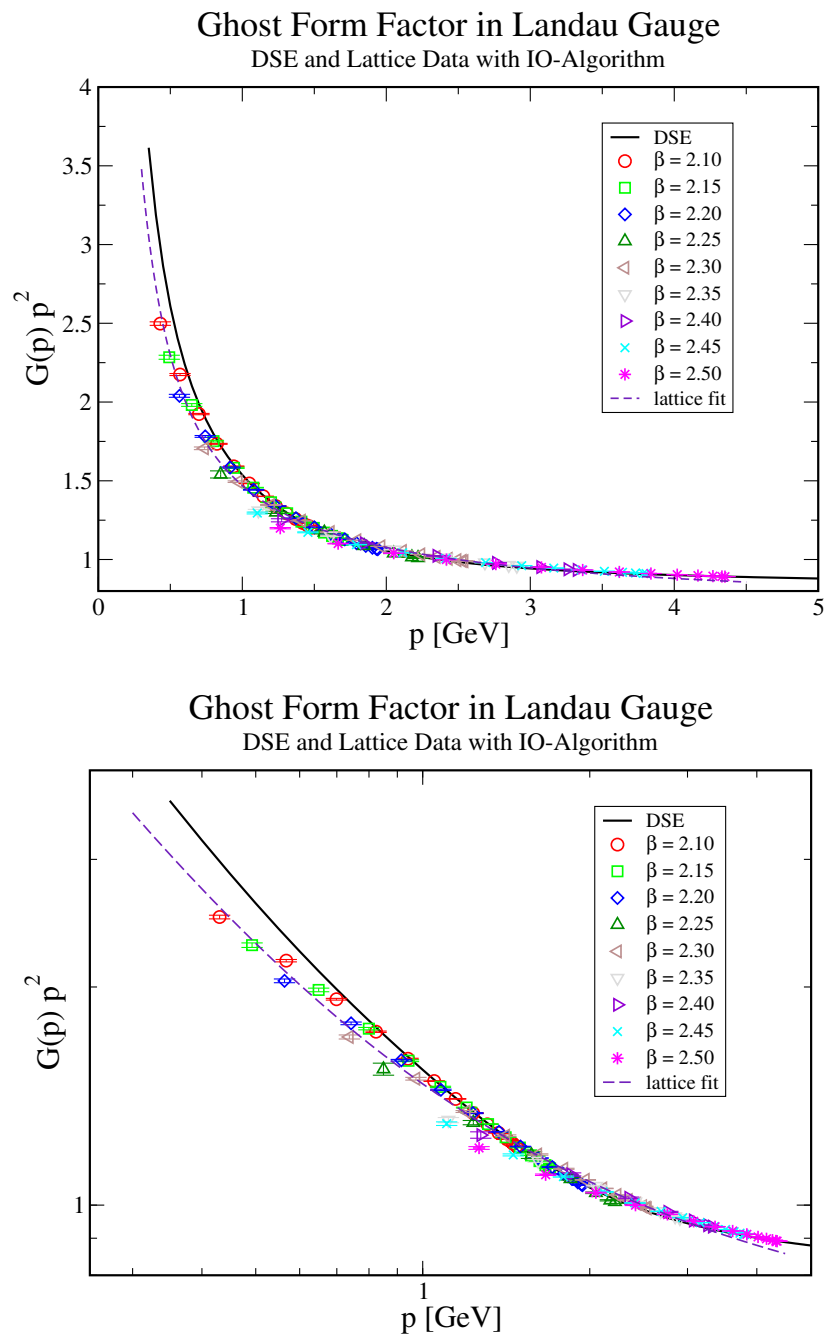 Ghost Form Factor in Landau Gauge
DSE and Lattice Data with IO-Algorithm
4
3.5
3
2.5
2
1.5
1
G(p) p²
DSE
β = 2.10
β = 2.15
β = 2.20
β = 2.25
β = 2.30
β = 2.35
β = 2.40
β = 2.45
β = 2.50
lattice fit
0 1 2 3 4 5
p [GeV]
Ghost Form Factor in Landau Gauge
DSE and Lattice Data with IO-Algorithm
G(p) p²
1
DSE
β = 2.10
β = 2.15
β = 2.20
β = 2.25
β = 2.30
β = 2.35
β = 2.40
β = 2.45
β = 2.50
lattice fit
1
p [GeV]